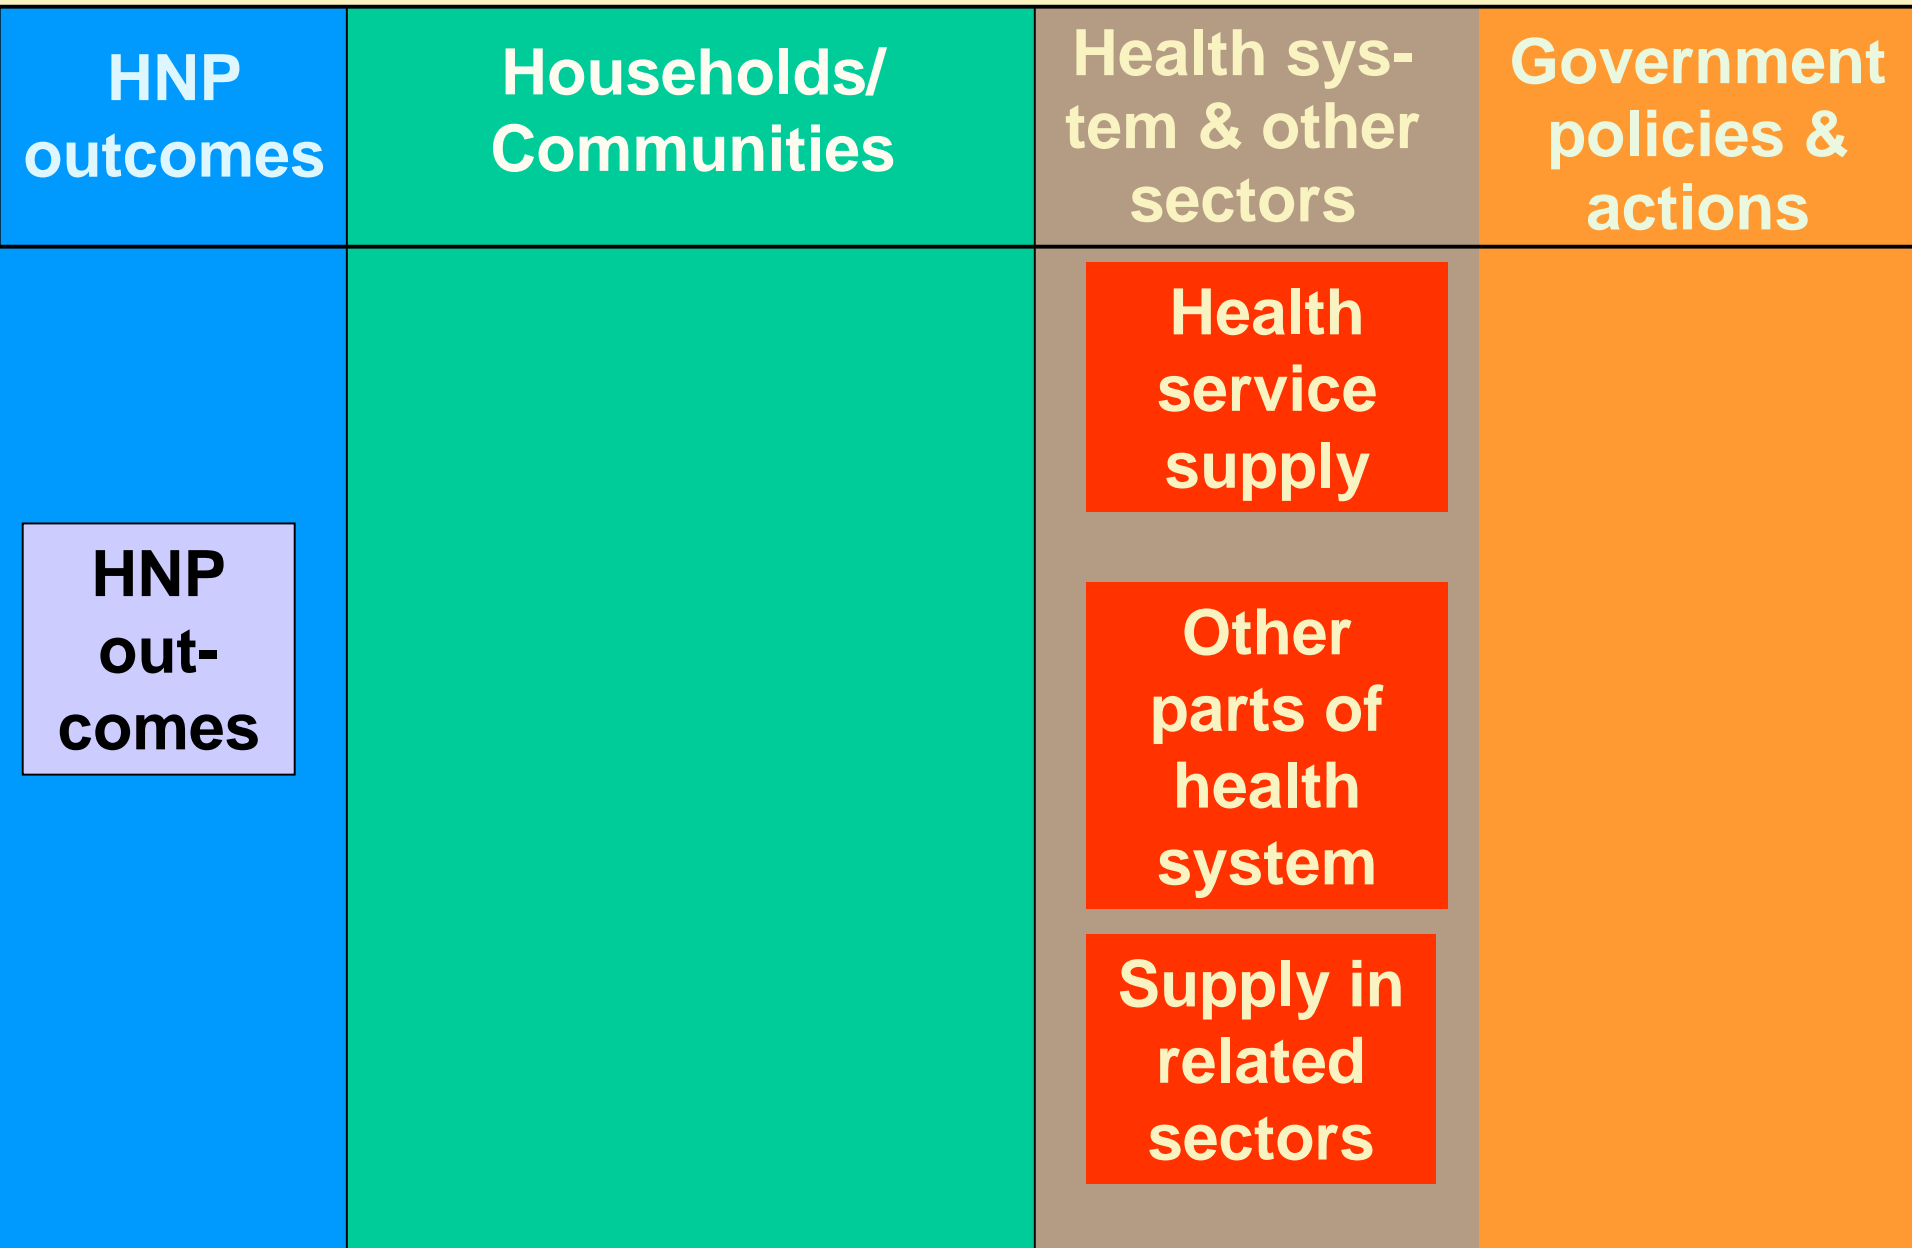 HNP
outcomes
Households/
Communities
Health sys-
tem & other
sectors
Government
policies &
actions
HNP
out-
comes
Health
service
supply
Other
parts of
health
system
Supply in
related
sectors